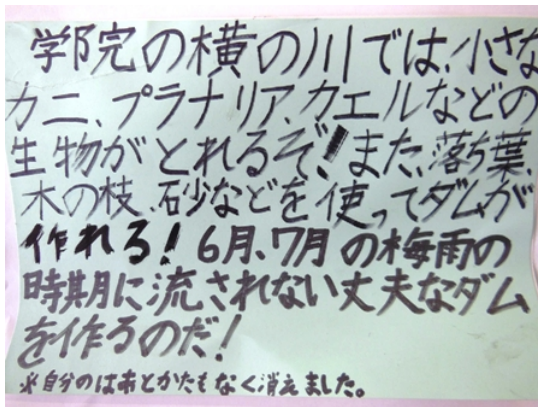 学院の横の川では、小さな
カニ、プラナリア、カエルなどの
生物がとれるぞ!また、落ち葉、
木の枝、砂などを使ってダムが
作れる!6月、7月の梅雨の
時期に流されない丈夫なダム
を作るのだ!
※自分のはあとかたもなく消えました。